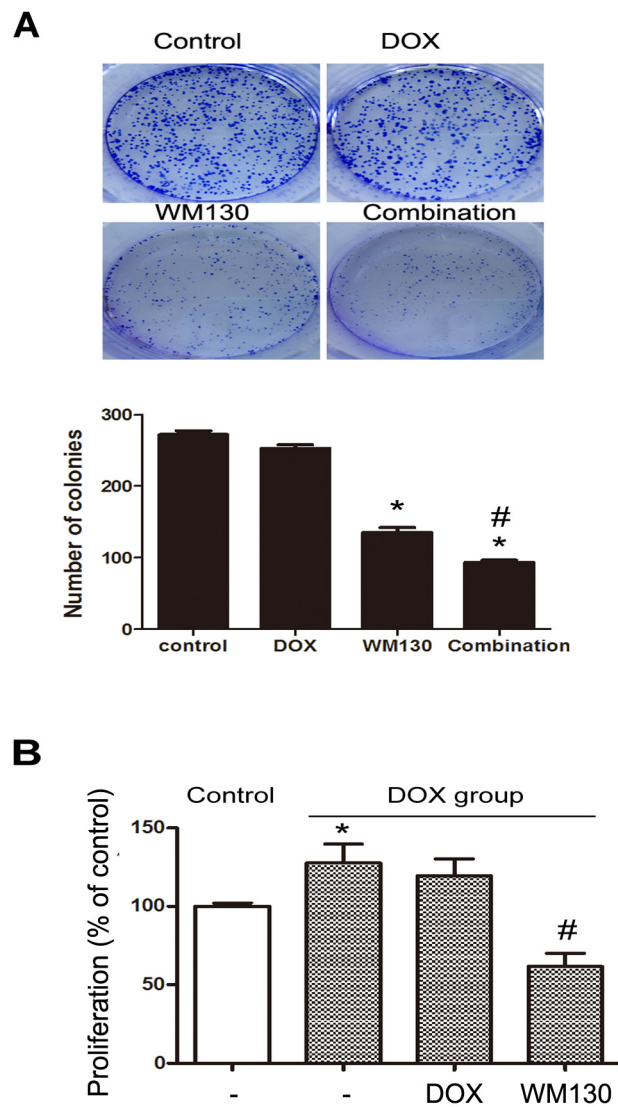 A
Control DOX
WM130 Combination
Number of colonies
300
200
100
0
*
#
*
control DOX WM130 Combination
B
Control DOX group
Proliferation (% of control)
150
100
50
0
*
#
- - DOX WM130